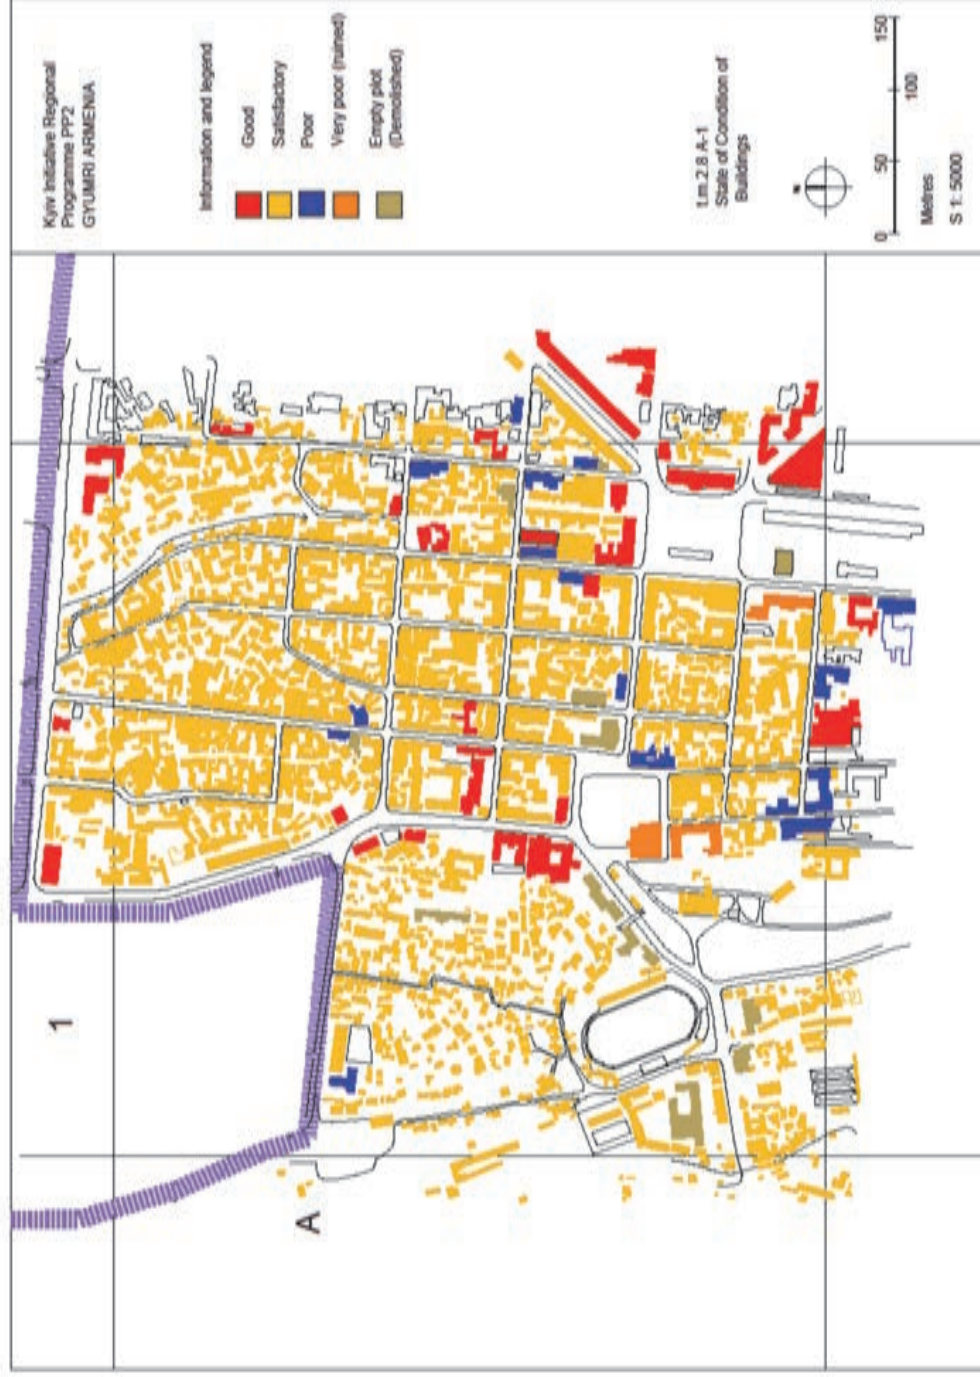 Kyiv Initiative Regional
Programme PP2
GYUMRI ARMENIA
Information and legend
Good
Satisfactory
Poor
Very poor (ruined)
Empty plot
(Demolished)
1.m.2.8 A-1
State of Condition of
Buildings
0
50
100
150
Metres
S 1: 5000
1
A